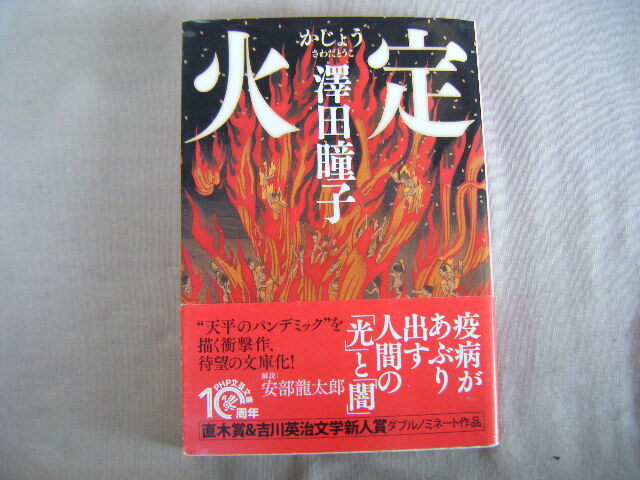 火定
かじょう
さわだとうこ
澤田瞳子
疫病が
あぶり
出す
人間の
「光」と「闇」
“天平のパンデミック”を
描く衝撃作、
待望の文庫化!
解説:安部龍太郎
PHP文芸文庫
10周年
直木賞&吉川英治文学新人賞ダブルノミネート作品